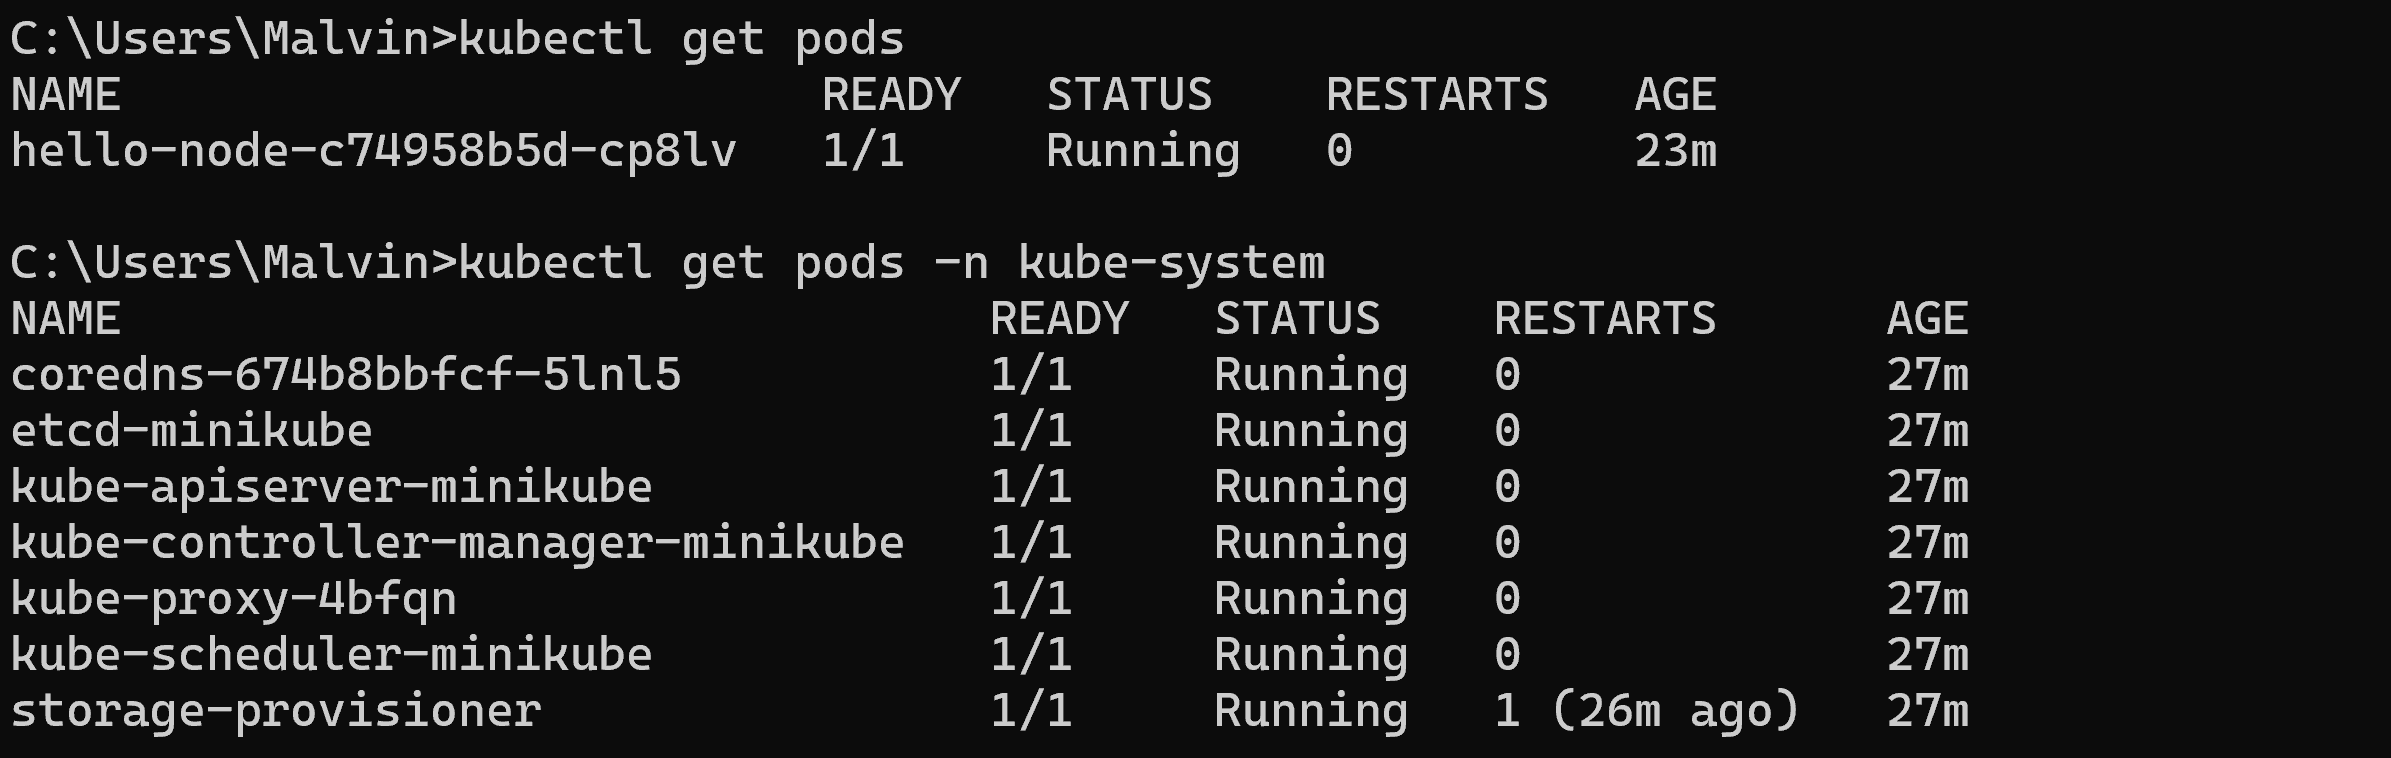 C:\Users\Malvin>kubectl get pods
NAME                         READY   STATUS    RESTARTS   AGE
hello-node-c74958b5d-cp8lv   1/1     Running   0          23m

C:\Users\Malvin>kubectl get pods -n kube-system
NAME                               READY   STATUS    RESTARTS      AGE
coredns-674b8bbfcf-5lnl5           1/1     Running   0             27m
etcd-minikube                      1/1     Running   0             27m
kube-apiserver-minikube            1/1     Running   0             27m
kube-controller-manager-minikube   1/1     Running   0             27m
kube-proxy-4bfqn                   1/1     Running   0             27m
kube-scheduler-minikube            1/1     Running   0             27m
storage-provisioner                1/1     Running   1 (26m ago)   27m